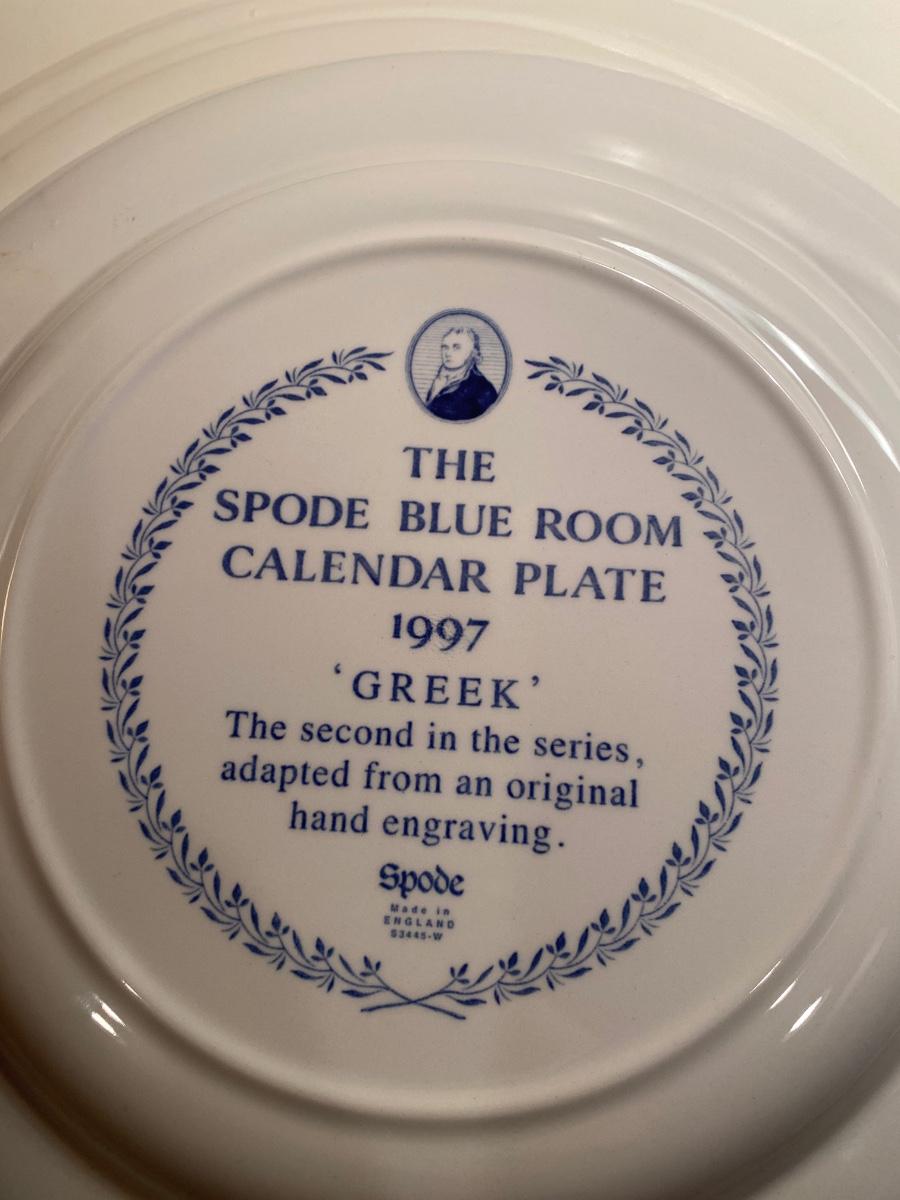 THE
SPODE BLUE ROOM
CALENDAR PLATE
1997
‘GREEK’
The second in the series,
adapted from an original
hand engraving.
Spode
Made in
ENGLAND
S3445-W